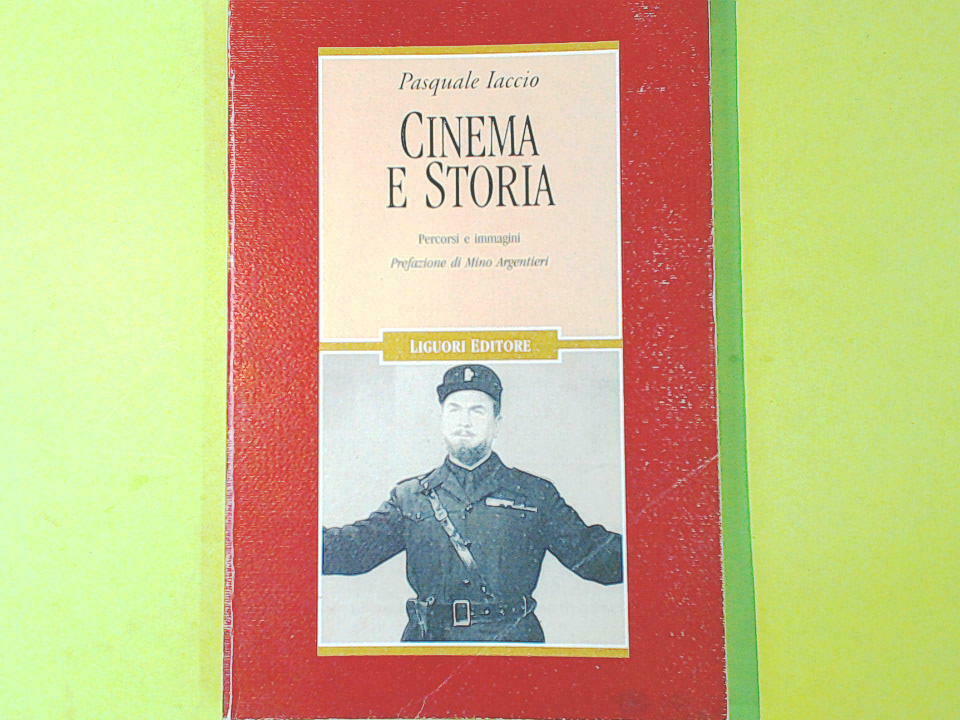 Pasquale Iaccio
CINEMA
E STORIA
Percorsi e immagini
Prefazione di Mino Argentieri
LIGUORI EDITORE